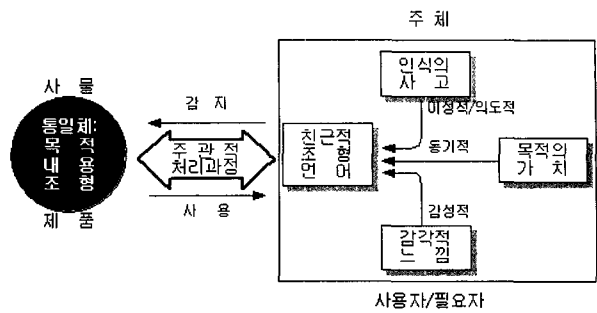 주 체
사 물
통일체:
목 적
내 용
조 형
제 품
감 지
주 관 적
처리과정
사 용
친근적
조 형
언 어
인식의
사 고
이성적/의도적
동기적
목적의
가 치
감성적
감각적
느 낌
사용자/필요자